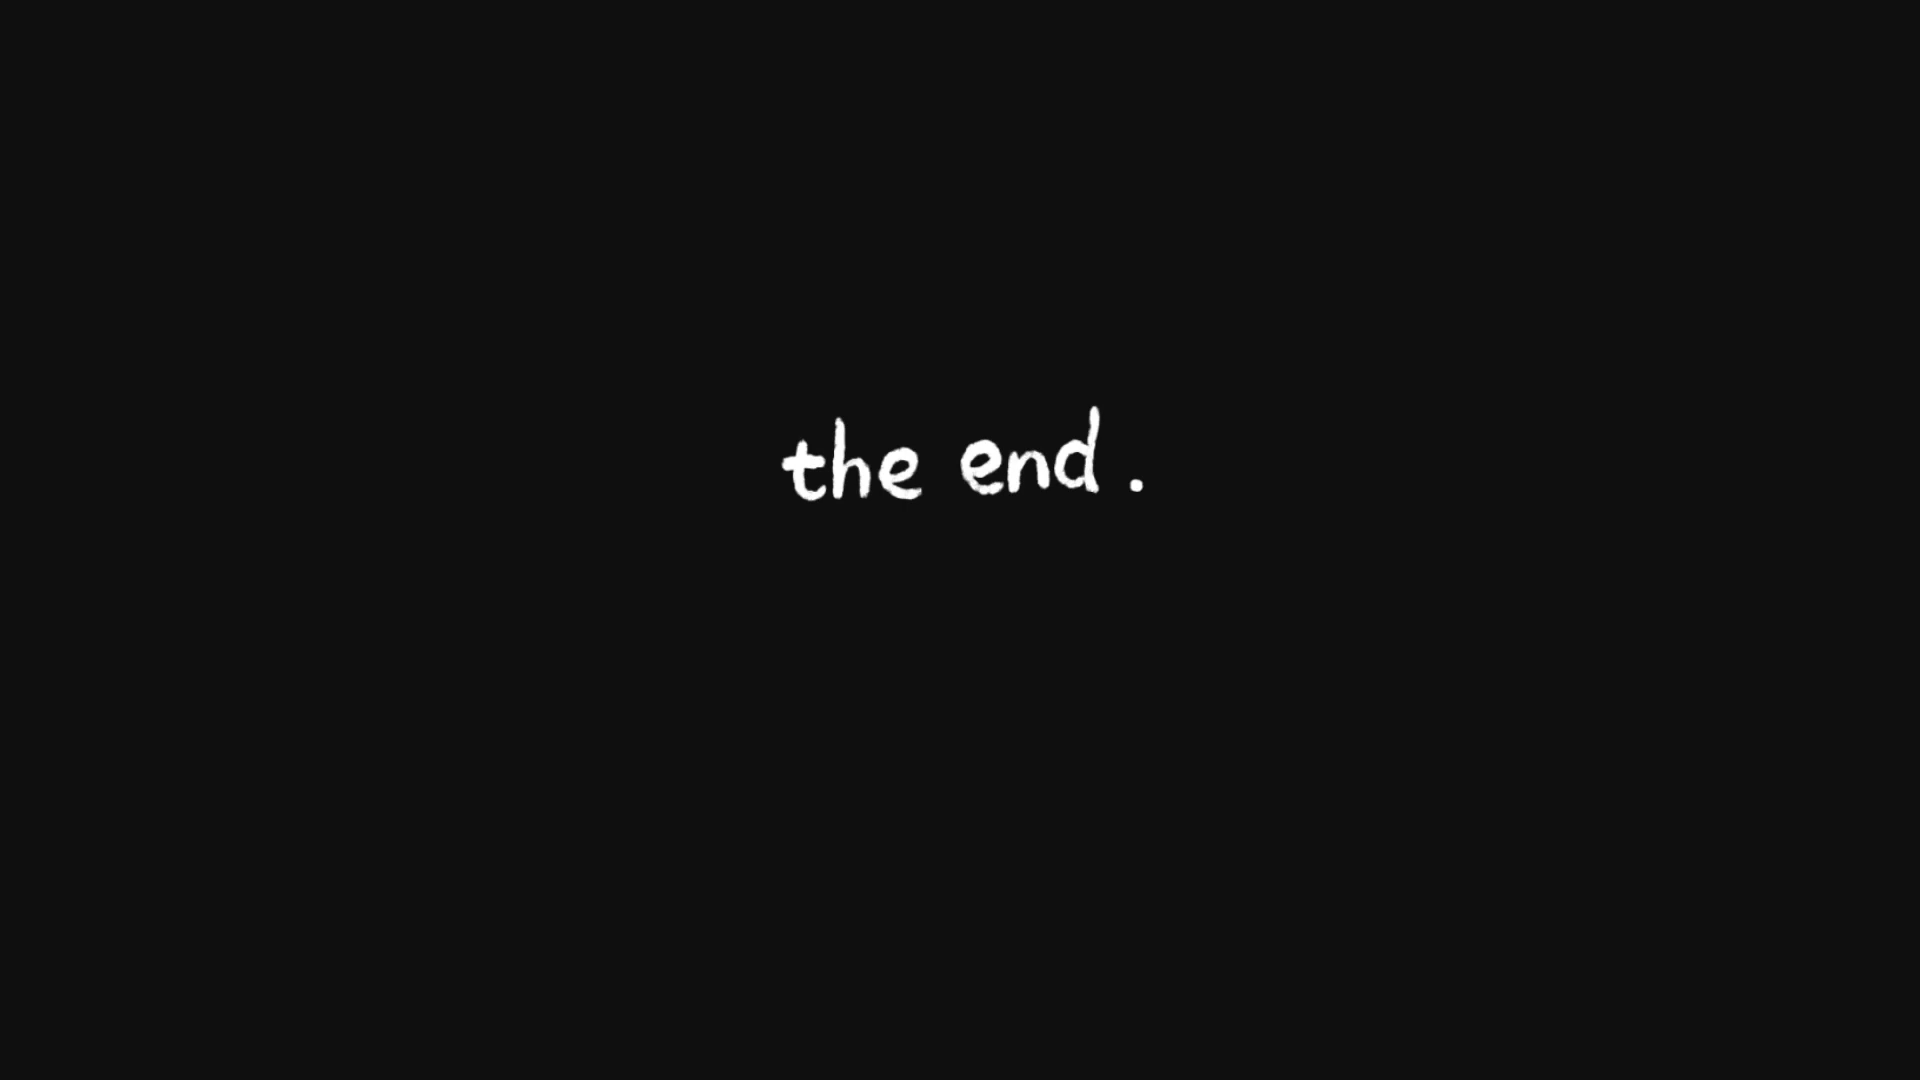 the end .